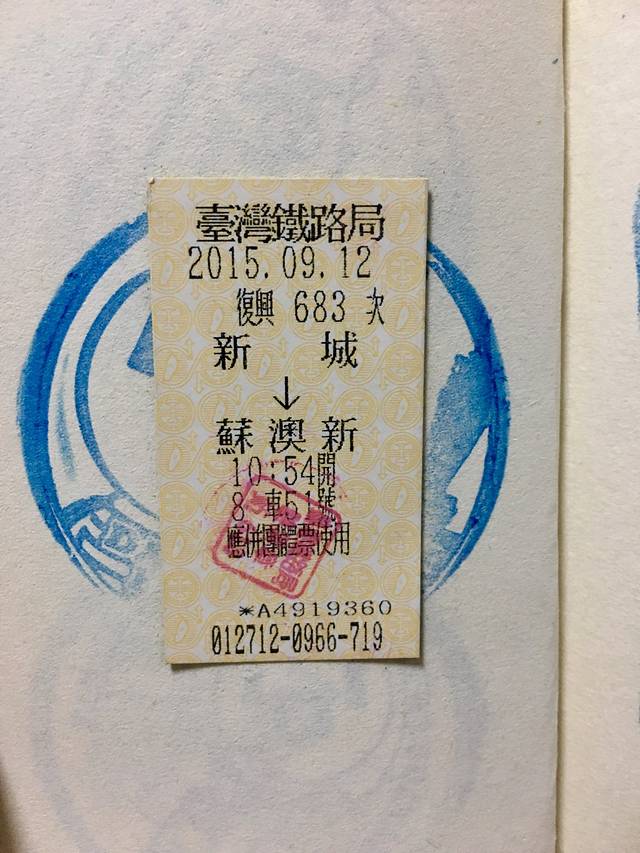 臺灣鐵路局
2015.09.12
復興 683 次
新 城
↓
蘇澳新
10:54開
8 車51號
應併團體票使用
*A4919360
012712-0966-719